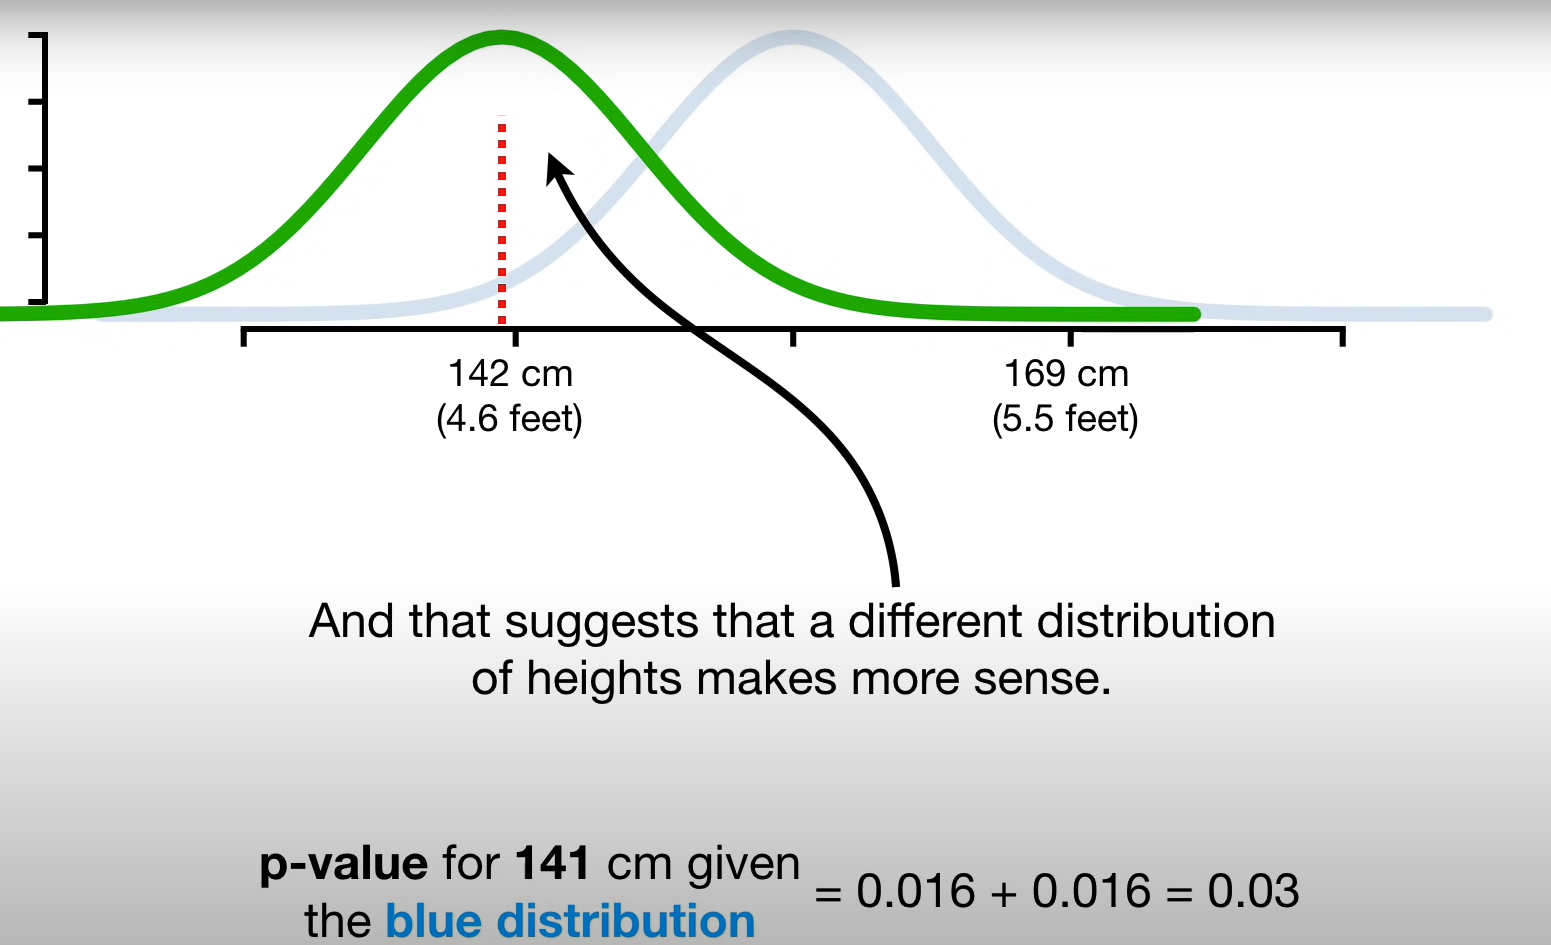 142 cm
(4.6 feet)
169 cm
(5.5 feet)
And that suggests that a different distribution
of heights makes more sense.
p-value for 141 cm given
the blue distribution
= 0.016 + 0.016 = 0.03